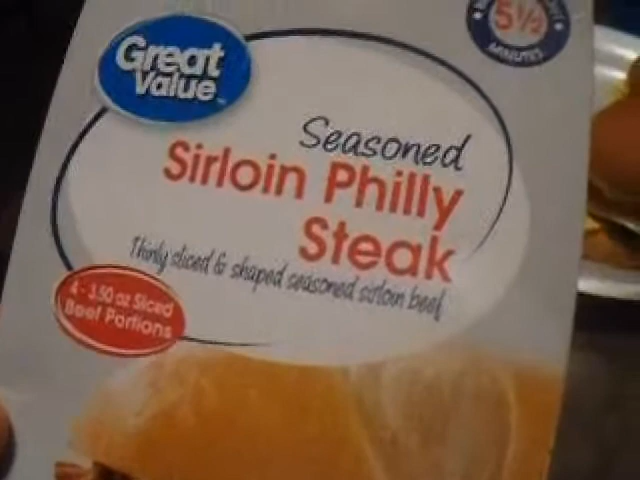 Great
Value
5½
MINUTES
Seasoned
Sirloin Philly
Steak
Thinly sliced & shaped seasoned sirloin beef
4 - 3.50 oz Sliced
Beef Portions